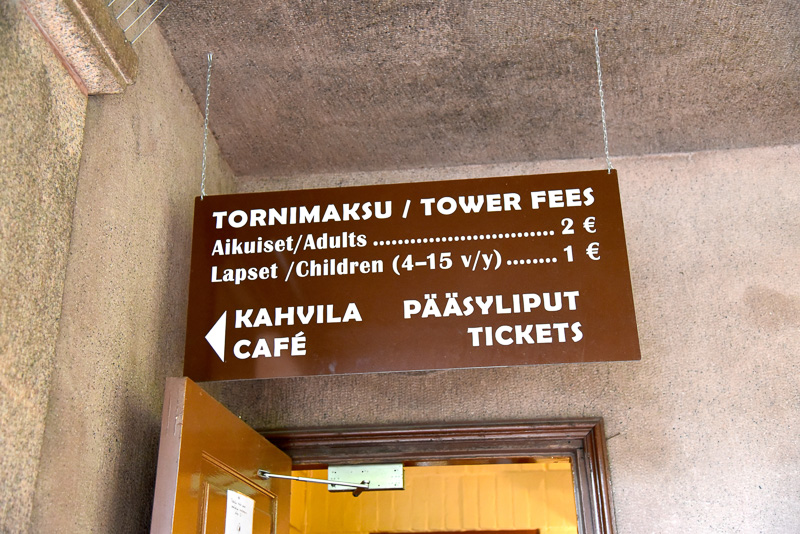 TORNIMAKSU / TOWER FEES
Aikuiset/Adults .............................. 2 €
Lapset /Children (4–15 v/y)........ 1 €
KAHVILA PÄÄSYLIPUT
CAFÉ TICKETS